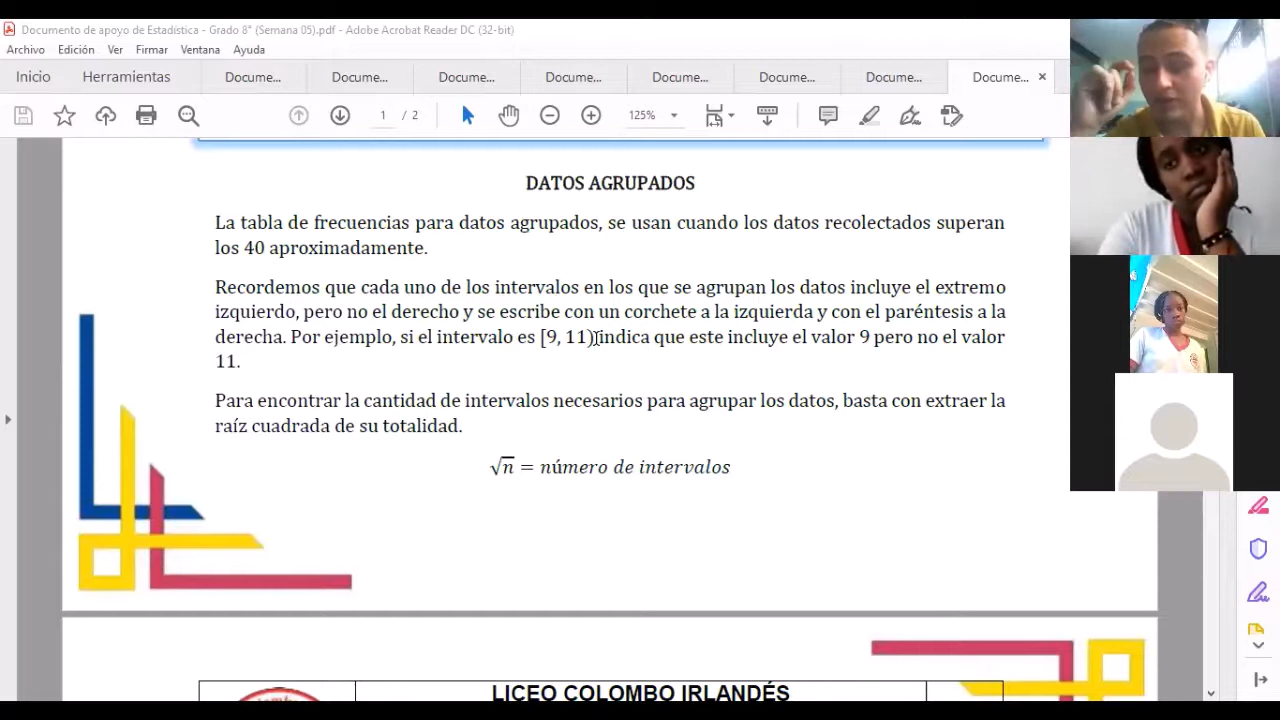 Documento de apoyo de Estadística - Grado 8° (Semana 05).pdf - Adobe Acrobat Reader DC (32-bit)
Archivo Edición Ver Firmar Ventana Ayuda
Inicio Herramientas Docume... Docume... Docume... Docume... Docume... Docume... Docume... Docume... ×
1 / 2 125%
DATOS AGRUPADOS
La tabla de frecuencias para datos agrupados, se usan cuando los datos recolectados superan
los 40 aproximadamente.
Recordemos que cada uno de los intervalos en los que se agrupan los datos incluye el extremo
izquierdo, pero no el derecho y se escribe con un corchete a la izquierda y con el paréntesis a la
derecha. Por ejemplo, si el intervalo es [9, 11) indica que este incluye el valor 9 pero no el valor
11.
Para encontrar la cantidad de intervalos necesarios para agrupar los datos, basta con extraer la
raíz cuadrada de su totalidad.
√n = número de intervalos
LICEO COLOMBO IRLANDÉS